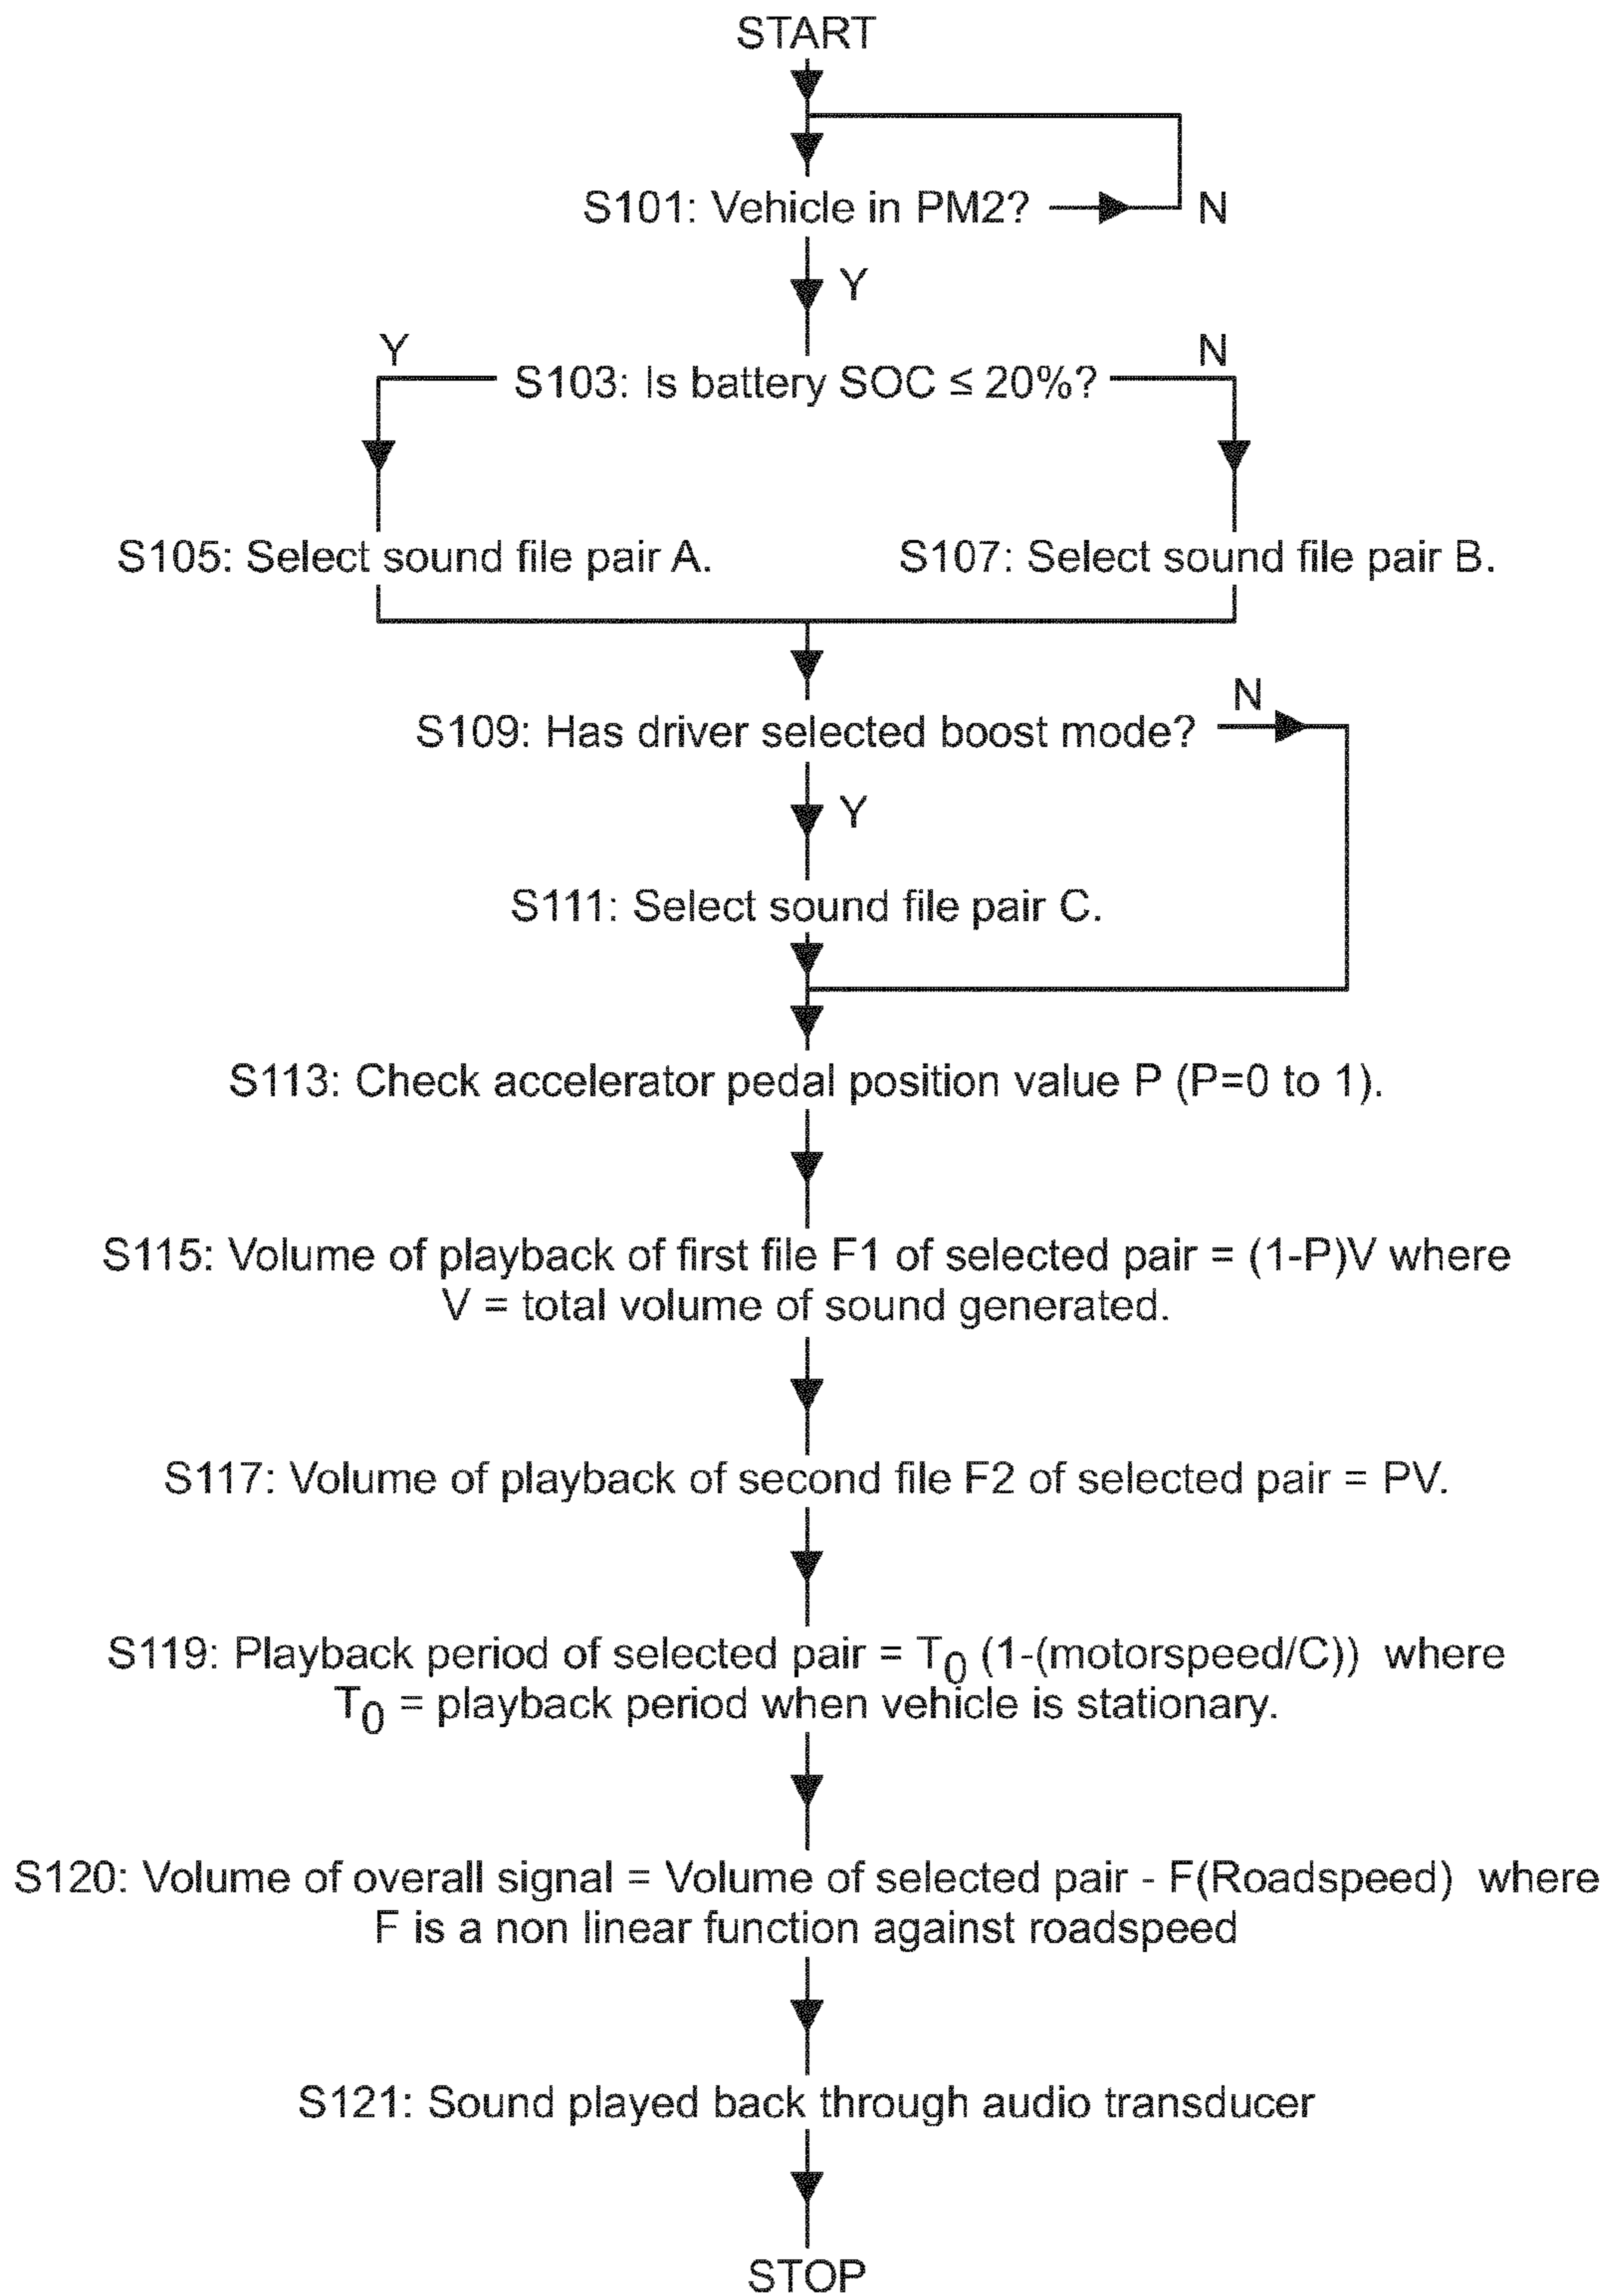 START
S101: Vehicle in PM2?
N
Y
Y
N
S103: Is battery SOC ≤ 20%?
S105: Select sound file pair A.
S107: Select sound file pair B.
N
S109: Has driver selected boost mode?
Y
S111: Select sound file pair C.
S113: Check accelerator pedal position value P (P=0 to 1).
S115: Volume of playback of first file F1 of selected pair = (1-P)V where
V = total volume of sound generated.
S117: Volume of playback of second file F2 of selected pair = PV.
S119: Playback period of selected pair = T₀ (1-(motorspeed/C)) where
T₀ = playback period when vehicle is stationary.
S120: Volume of overall signal = Volume of selected pair - F(Roadspeed) where
F is a non linear function against roadspeed
S121: Sound played back through audio transducer
STOP